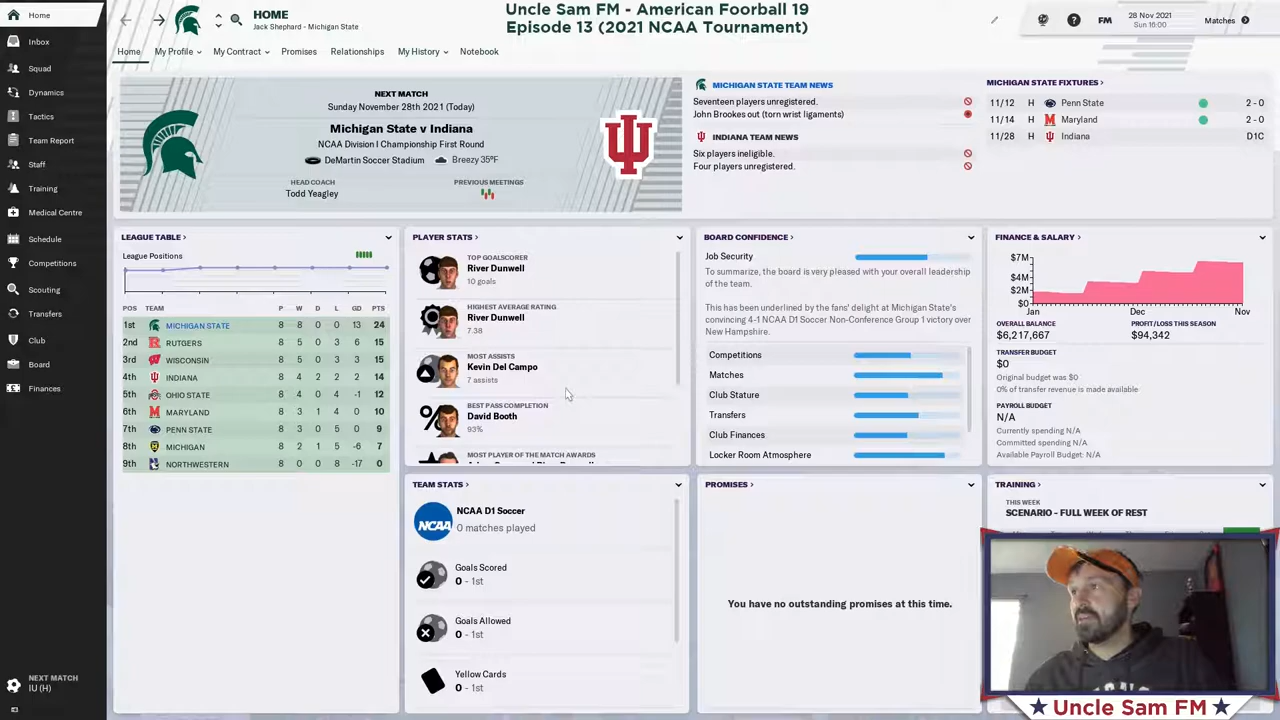 Home
Inbox
Squad
Dynamics
Tactics
Team Report
Staff
Training
Medical Centre
Schedule
Competitions
Scouting
Transfers
Club
Board
Finances
NEXT MATCH
IU (H)
HOME
Jack Shephard - Michigan State
Uncle Sam FM - American Foorball 19
Episode 13 (2021 NCAA Tournament)
FM
28 Nov 2021
Sun 16:00
Matches
Home
My Profile
My Contract
Promises
Relationships
My History
Notebook
NEXT MATCH
Sunday November 28th 2021 (Today)
Michigan State v Indiana
NCAA Division I Championship First Round
DeMartin Soccer Stadium
Breezy 35°F
HEAD COACH
Todd Yeagley
PREVIOUS MEETINGS
MICHIGAN STATE TEAM NEWS
Seventeen players unregistered.
John Brookes out (torn wrist ligaments)
INDIANA TEAM NEWS
Six players ineligible.
Four players unregistered.
MICHIGAN STATE FIXTURES >
11/12 H Penn State 2 - 0
11/14 H Maryland 2 - 0
11/28 H Indiana D1C
LEAGUE TABLE >
League Positions
POS TEAM P W D L GD PTS
1st MICHIGAN STATE 8 8 0 0 13 24
2nd RUTGERS 8 5 0 3 6 15
3rd WISCONSIN 8 5 0 3 3 15
4th INDIANA 8 4 2 2 2 14
5th OHIO STATE 8 4 0 4 -1 12
6th MARYLAND 8 3 1 4 0 10
7th PENN STATE 8 3 0 5 0 9
8th MICHIGAN 8 2 1 5 -6 7
9th NORTHWESTERN 8 0 0 8 -17 0
PLAYER STATS >
TOP GOALSCORER
River Dunwell
10 goals
HIGHEST AVERAGE RATING
River Dunwell
7.38
MOST ASSISTS
Kevin Del Campo
7 assists
BEST PASS COMPLETION
David Booth
93%
MOST PLAYER OF THE MATCH AWARDS
BOARD CONFIDENCE >
Job Security
To summarize, the board is very pleased with your overall leadership
of the team.
This has been underlined by the fans' delight at Michigan State's
convincing 4-1 NCAA D1 Soccer Non-Conference Group 1 victory over
New Hampshire.
Competitions
Matches
Club Stature
Transfers
Club Finances
Locker Room Atmosphere
FINANCE & SALARY >
$7M
$4M
$2M
$0
Jan Dec Nov
OVERALL BALANCE
$6,217,667
PROFIT/LOSS THIS SEASON
$94,342
TRANSFER BUDGET
$0
Original budget was $0
0% of transfer revenue is made available
PAYROLL BUDGET
N/A
Currently spending N/A
Committed spending N/A
Available Payroll Budget: N/A
TEAM STATS >
NCAA
NCAA D1 Soccer
0 matches played
Goals Scored
0 - 1st
Goals Allowed
0 - 1st
Yellow Cards
0 - 1st
PROMISES >
You have no outstanding promises at this time.
TRAINING >
THIS WEEK
SCENARIO - FULL WEEK OF REST
Uncle Sam FM